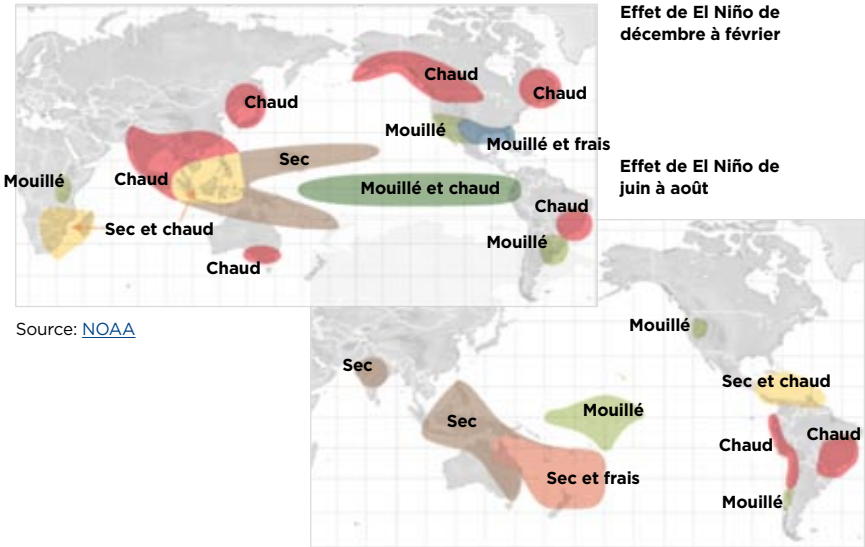 Effet de El Niño de
décembre à février
Chaud
Chaud
Chaud
Mouillé
Mouillé et frais
Sec
Mouillé
Chaud
Mouillé et chaud
Chaud
Sec et chaud
Mouillé
Chaud
Source: NOAA
Effet de El Niño de
juin à août
Mouillé
Sec
Sec et chaud
Mouillé
Sec
Chaud
Chaud
Sec et frais
Mouillé